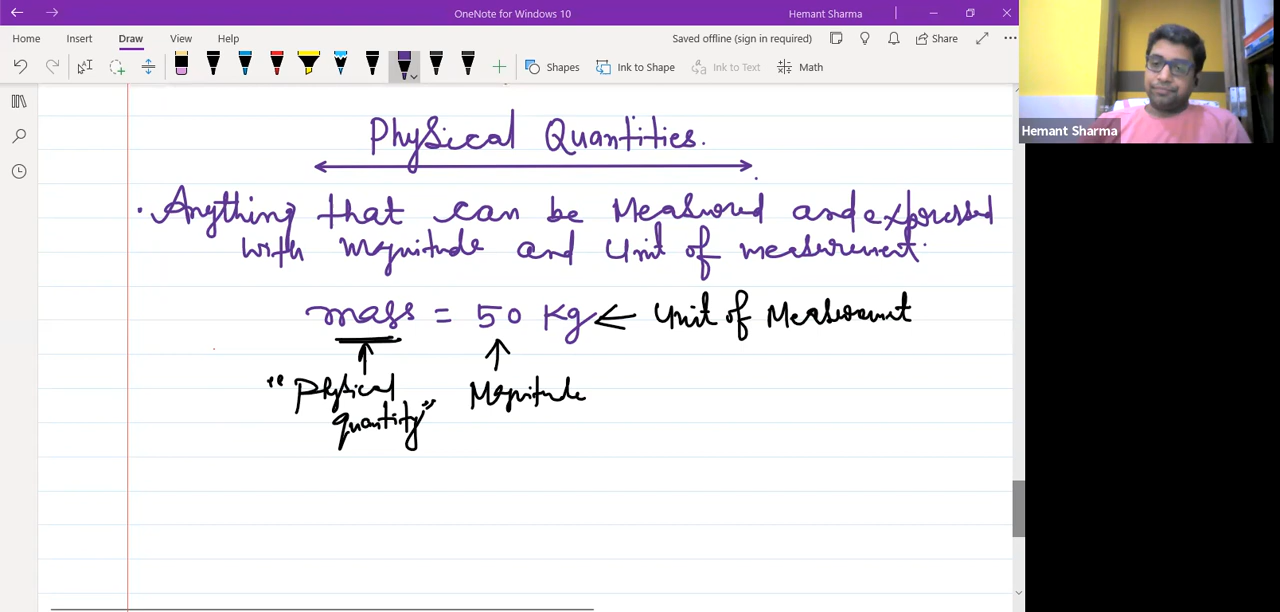 OneNote for Windows 10
Hemant Sharma
Home Insert Draw View Help
Saved offline (sign in required)
Share
Shapes
Ink to Shape
Ink to Text
Math
Hemant Sharma
Physical Quantities.
· Anything that can be Measured and expressed
with Magnitude and Unit of measurement.
mass = 50 Kg ← Unit of Measurement
"Physical Magnitude
quantity"